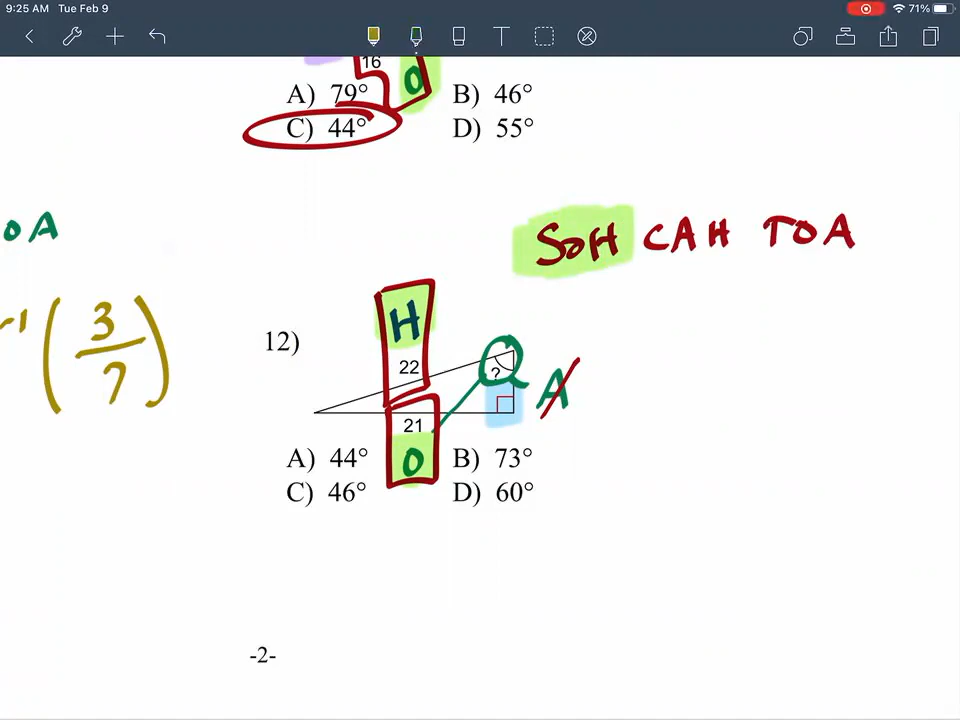 9:25 AM Tue Feb 9
71%
T
16
O
A) 79° B) 46°
C) 44° D) 55°
OA
SOH CAH TOA
-1 (3/7)
H
12)
22
?
A
21
O
A) 44° B) 73°
C) 46° D) 60°
-2-